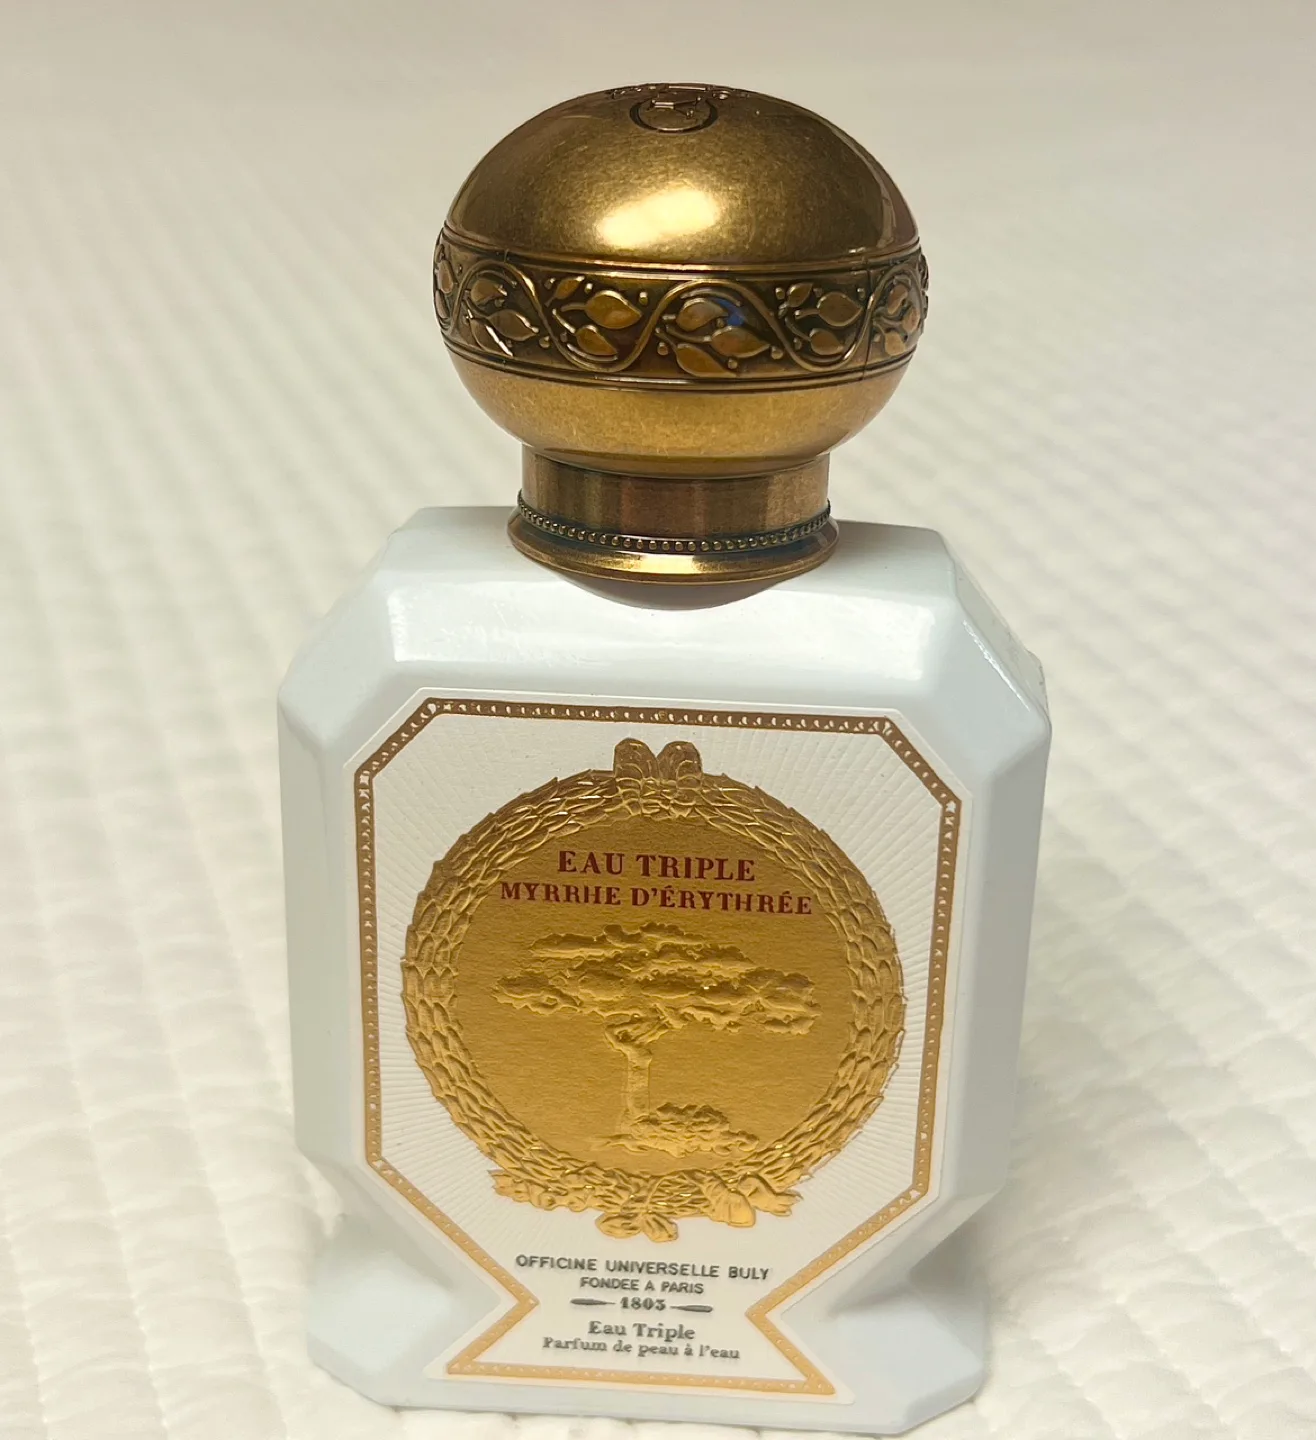 EAU TRIPLE
MYRRHE D'ÉRYTHRÉE
OFFICINE UNIVERSELLE BULY
FONDEE A PARIS
1803
Eau Triple
Parfum de peau à l'eau